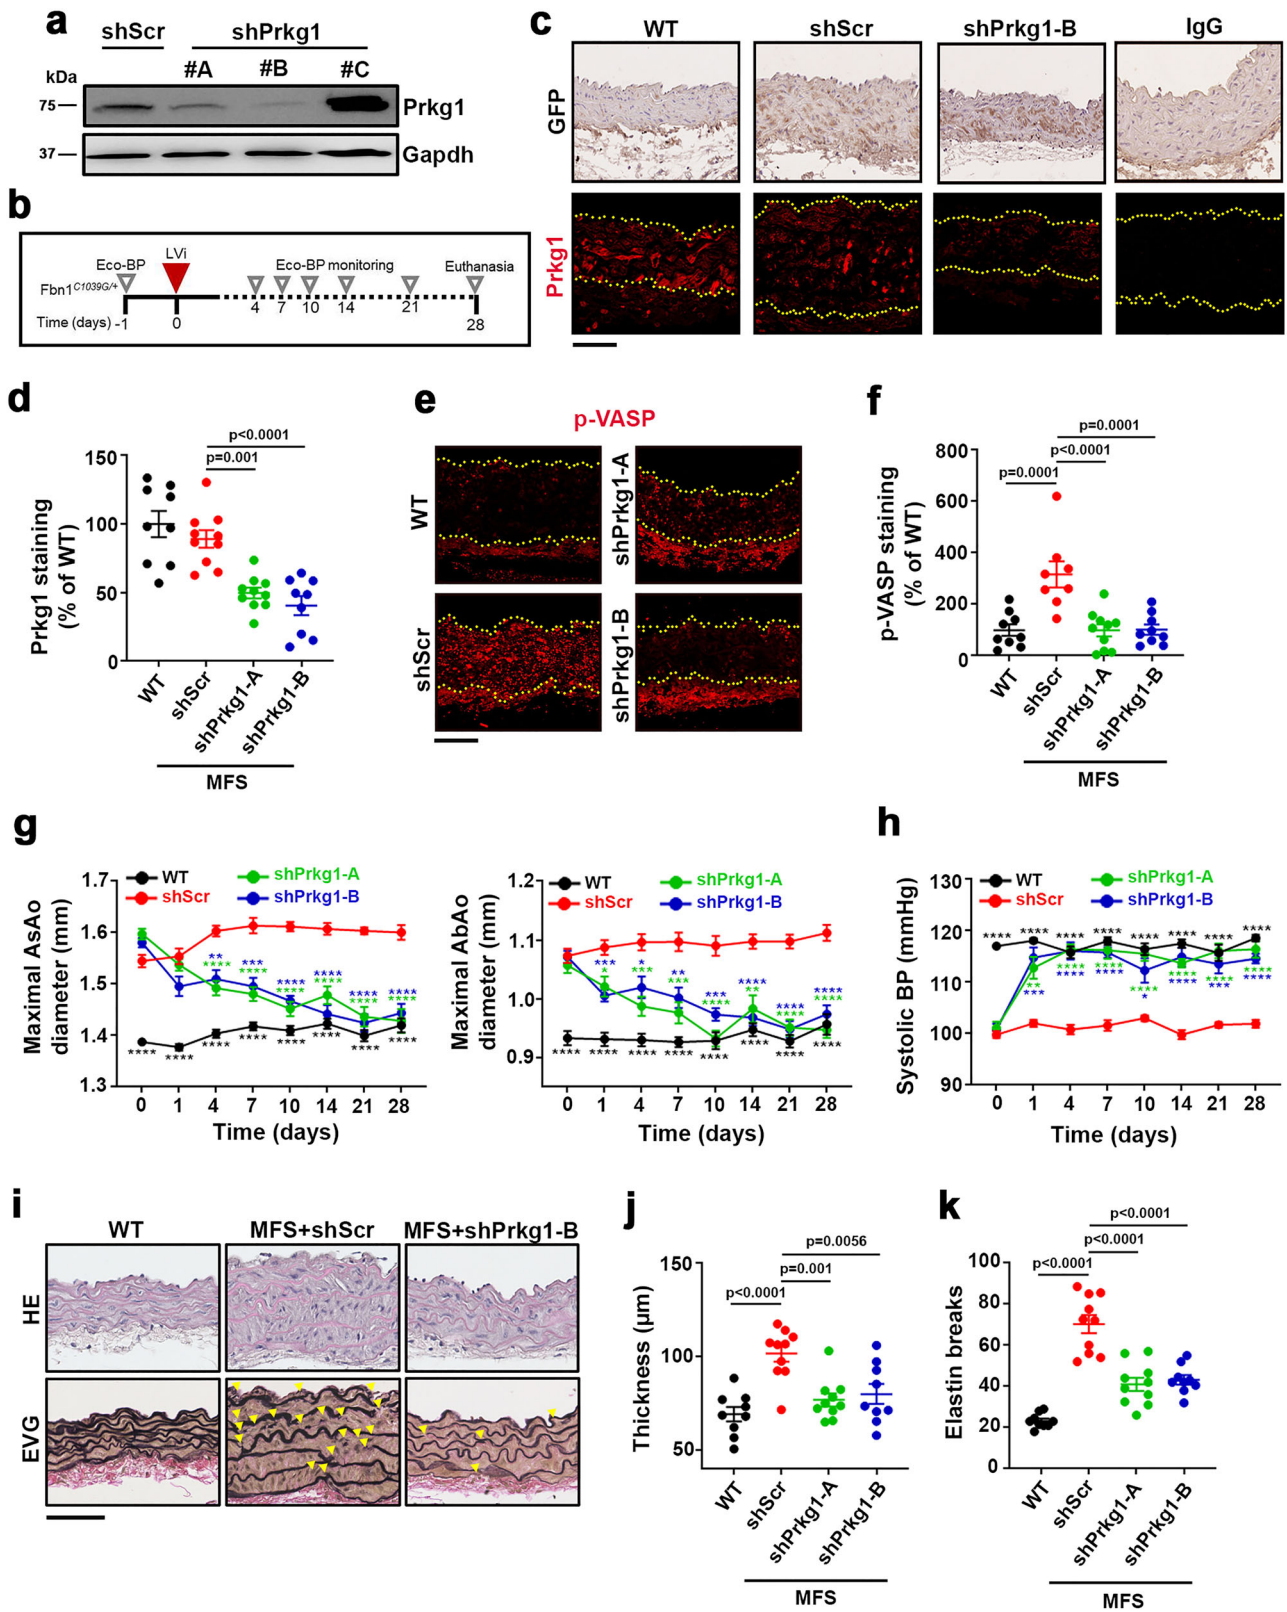 a
shScr
shPrkg1
kDa
#A
#B
#C
75
Prkg1
37
Gapdh
b
Eco-BP
LVi
Eco-BP monitoring
Euthanasia
Fbn1C1039G/+
4
7
10
14
21
Time (days)
-1
0
28
c
WT
shScr
shPrkg1-B
IgG
GFP
Prkg1
d
p<0.0001
p=0.001
150
100
50
0
Prkg1 staining
(% of WT)
WT
shScr
shPrkg1-A
shPrkg1-B
MFS
e
p-VASP
WT
shPrkg1-A
shScr
shPrkg1-B
f
p=0.0001
p<0.0001
p=0.0001
800
600
400
200
0
p-VASP staining
(% of WT)
WT
shScr
shPrkg1-A
shPrkg1-B
MFS
g
WT
shScr
shPrkg1-A
shPrkg1-B
1.7
1.6
1.5
1.4
1.3
Maximal AsAo
diameter (mm)
0 1 4 7 10 14 21 28
Time (days)
WT
shScr
shPrkg1-A
shPrkg1-B
1.2
1.1
1.0
0.9
Maximal AbAo
diameter (mm)
0 1 4 7 10 14 21 28
Time (days)
h
WT
shScr
shPrkg1-A
shPrkg1-B
130
120
110
100
90
Systolic BP (mmHg)
0 1 4 7 10 14 21 28
Time (days)
i
WT
MFS+shScr
MFS+shPrkg1-B
HE
EVG
j
p=0.0056
p=0.001
p<0.0001
150
100
50
Thickness (µm)
WT
shScr
shPrkg1-A
shPrkg1-B
MFS
k
p<0.0001
p<0.0001
p<0.0001
100
80
60
40
20
0
Elastin breaks
WT
shScr
shPrkg1-A
shPrkg1-B
MFS